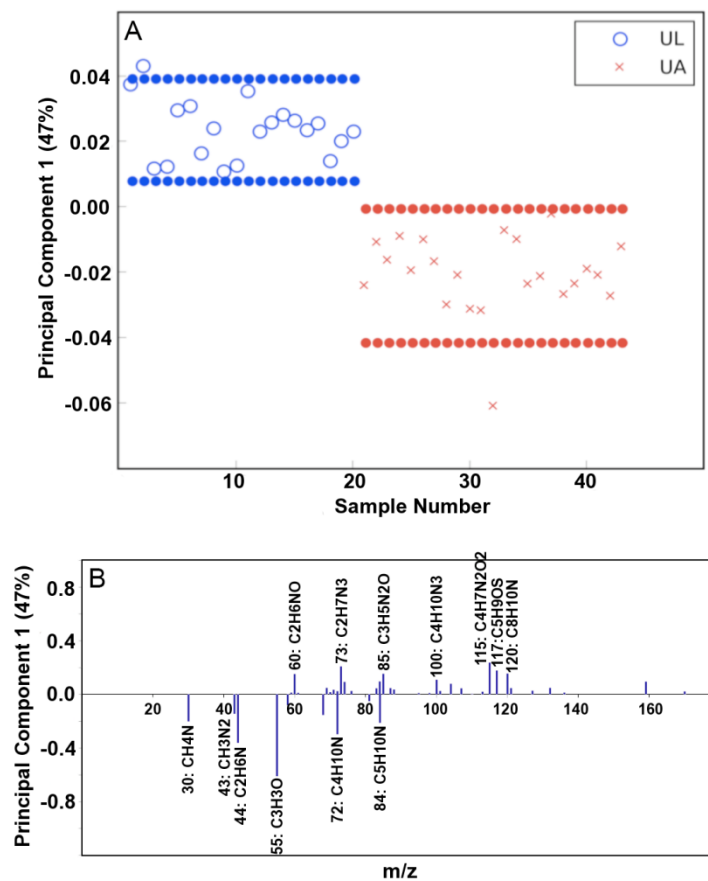 A
UL
UA
0.04
0.02
0.00
-0.02
-0.04
-0.06
Principal Component 1 (47%)
10
20
30
40
Sample Number
B
0.8
0.4
0.0
-0.4
-0.8
Principal Component 1 (47%)
60: C2H6NO
73: C2H7N3
85: C3H5N2O
100: C4H10N3
115: C4H7N2O2
117:C5H9OS
120: C8H10N
20
40
60
80
100
120
140
160
30: CH4N
43: CH3N2
44: C2H6N
55: C3H3O
72: C4H10N
84: C5H10N
m/z